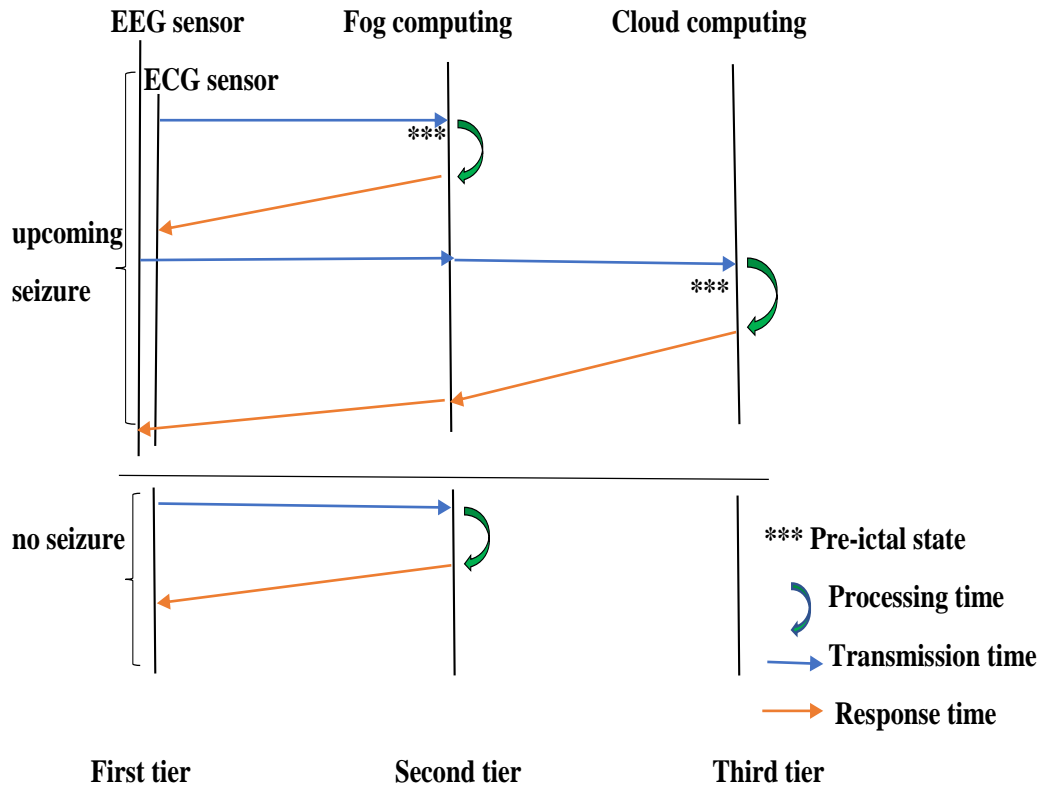 EEG sensor Fog computing Cloud computing
ECG sensor
***
upcoming
seizure
***
no seizure
*** Pre-ictal state
Processing time
Transmission time
Response time
First tier Second tier Third tier